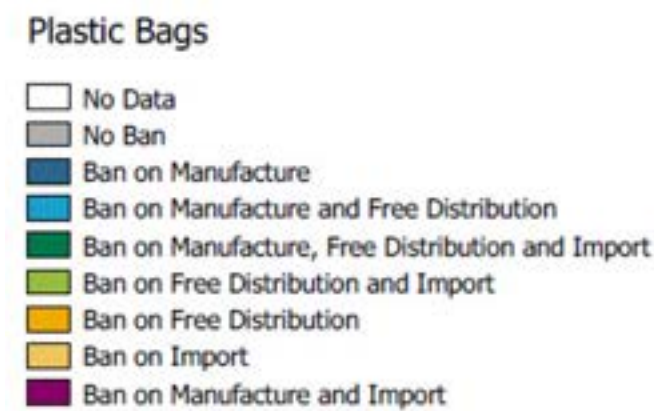 Plastic Bags
No Data
No Ban
Ban on Manufacture
Ban on Manufacture and Free Distribution
Ban on Manufacture, Free Distribution and Import
Ban on Free Distribution and Import
Ban on Free Distribution
Ban on Import
Ban on Manufacture and Import